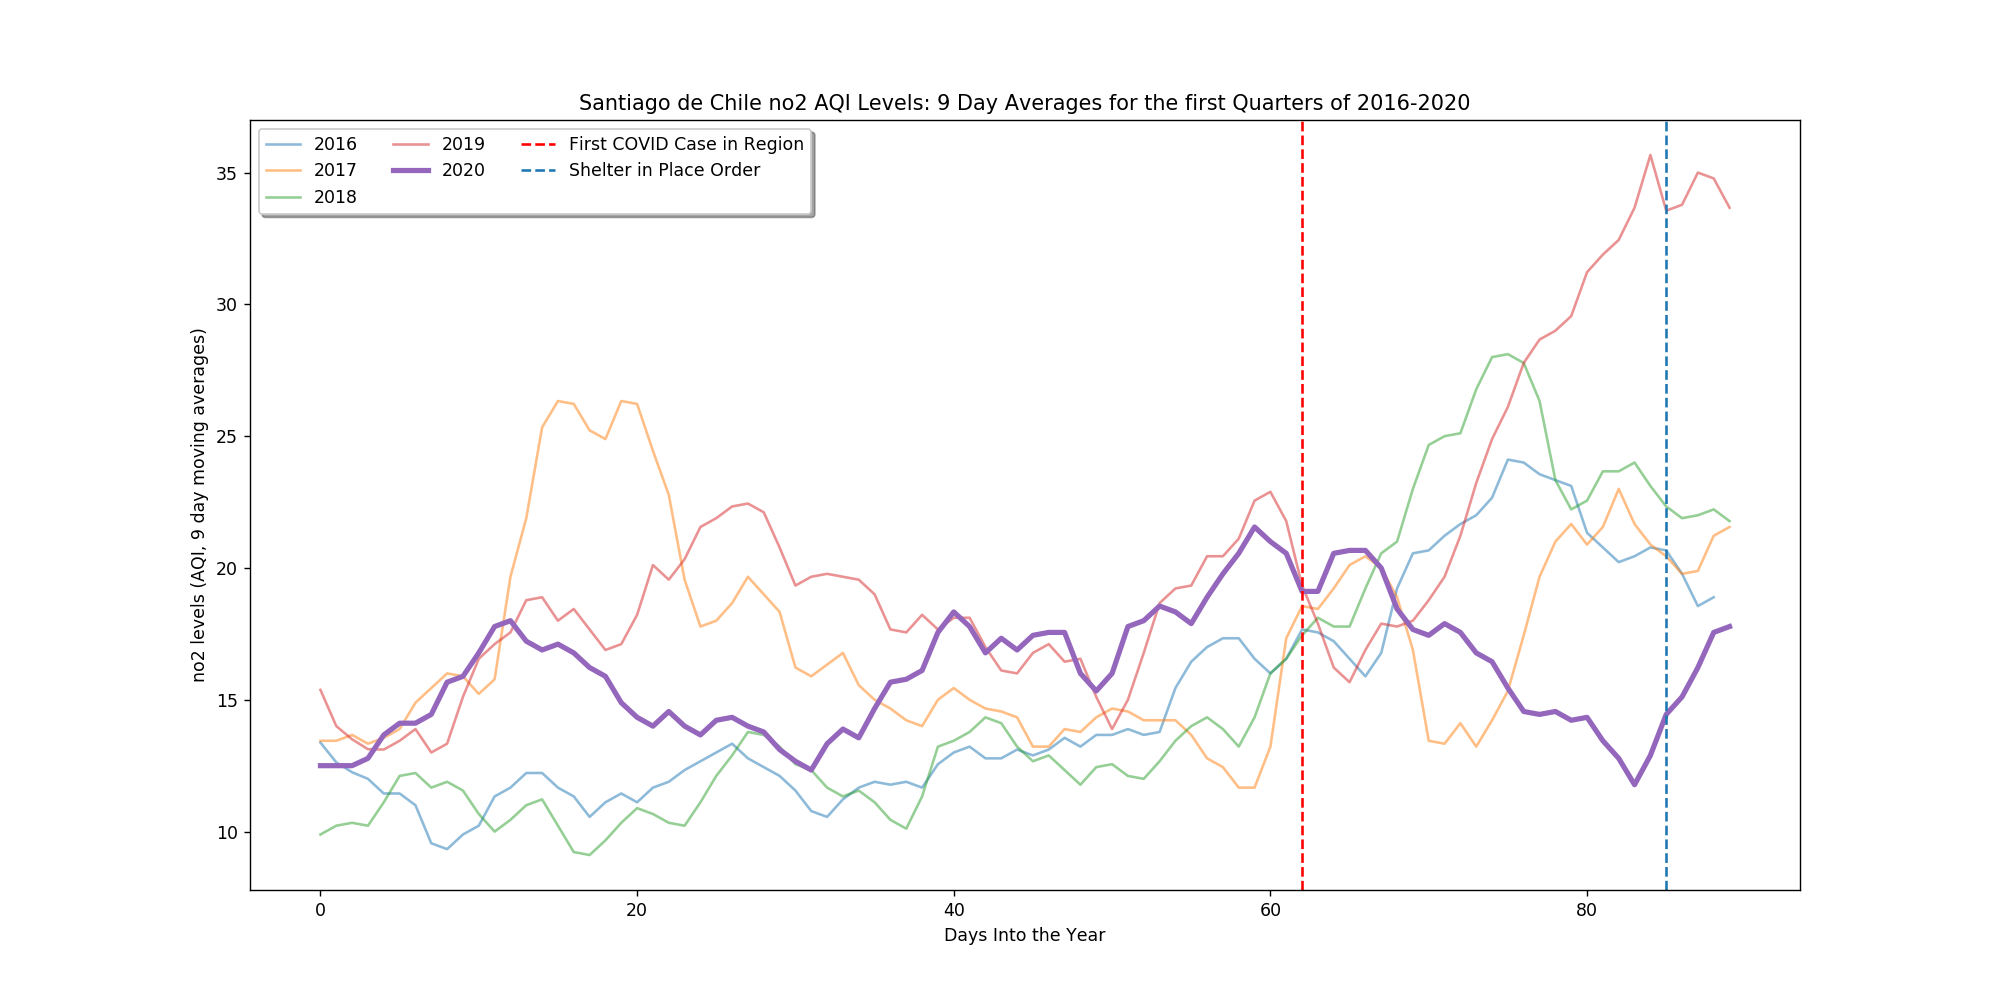 Santiago de Chile no2 AQI Levels: 9 Day Averages for the first Quarters of 2016-2020
2016
2017
2018
2019
2020
First COVID Case in Region
Shelter in Place Order
no2 levels (AQI, 9 day moving averages)
35
30
25
20
15
10
0 20 40 60 80
Days Into the Year